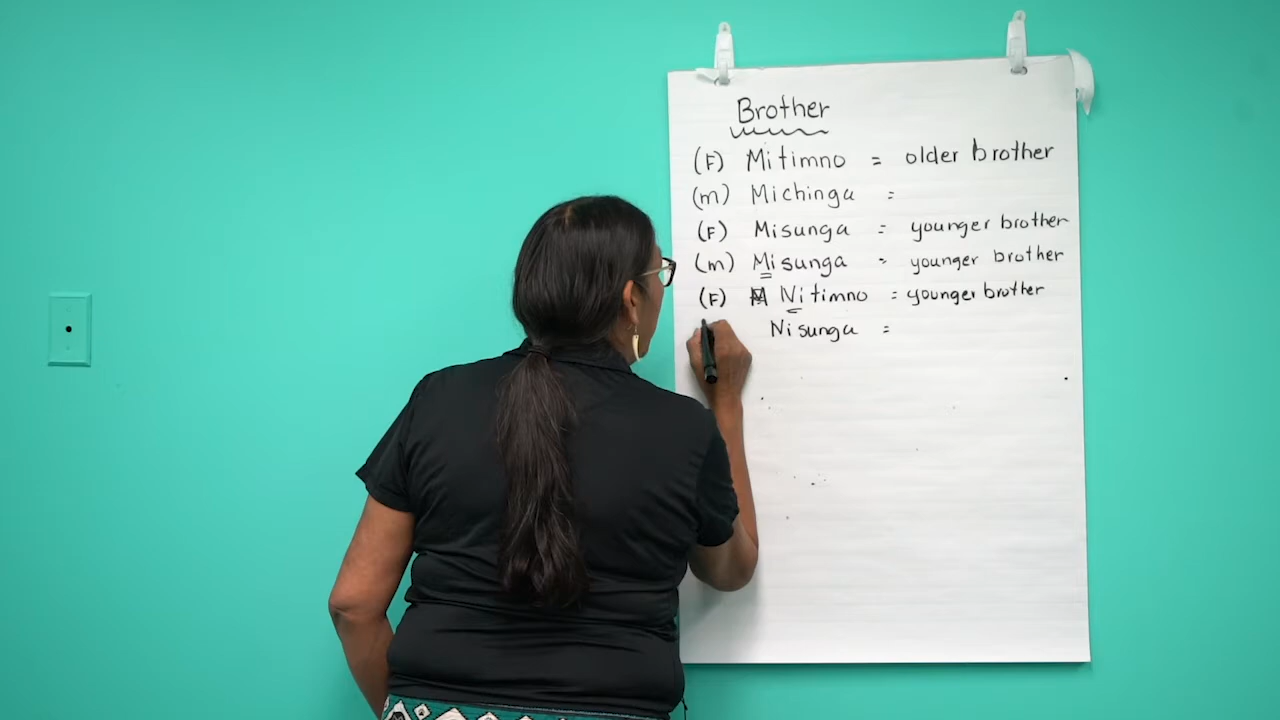 Brother
(F) Mitimno = older brother
(m) Michinga =
(F) Misunga = younger brother
(m) Misunga = younger brother
(F) Nitimno = younger brother
Nisunga =